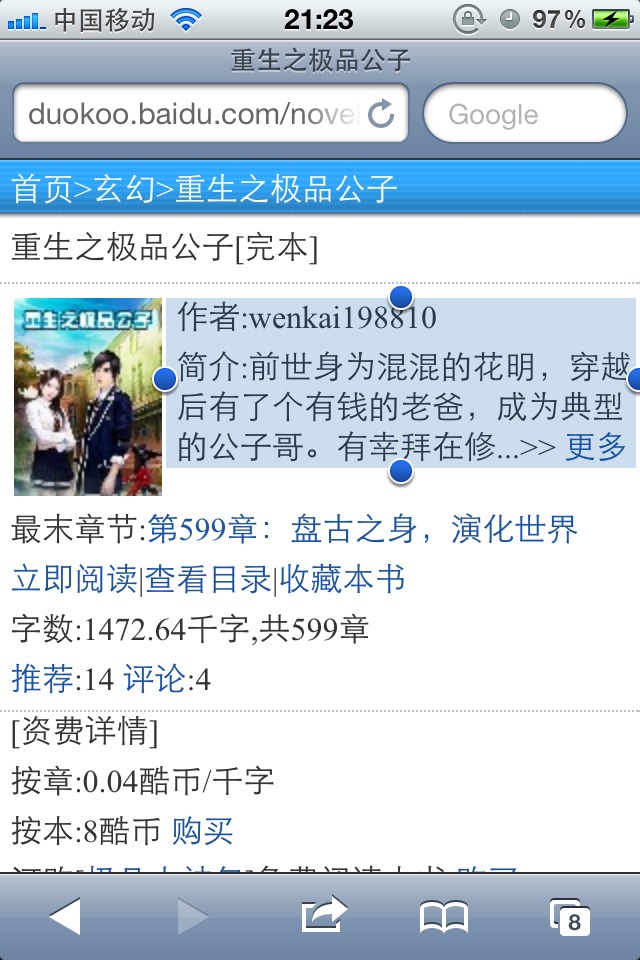 中国移动 21:23 97%
重生之极品公子
duokoo.baidu.com/nove Google
首页>玄幻>重生之极品公子
重生之极品公子[完本]
重生之极品公子
作者:wenkai198810
简介:前世身为混混的花明，穿越
后有了个有钱的老爸，成为典型
的公子哥。有幸拜在修...>> 更多
最末章节:第599章：盘古之身，演化世界
立即阅读|查看目录|收藏本书
字数:1472.64千字,共599章
推荐:14 评论:4
[资费详情]
按章:0.04酷币/千字
按本:8酷币 购买
8